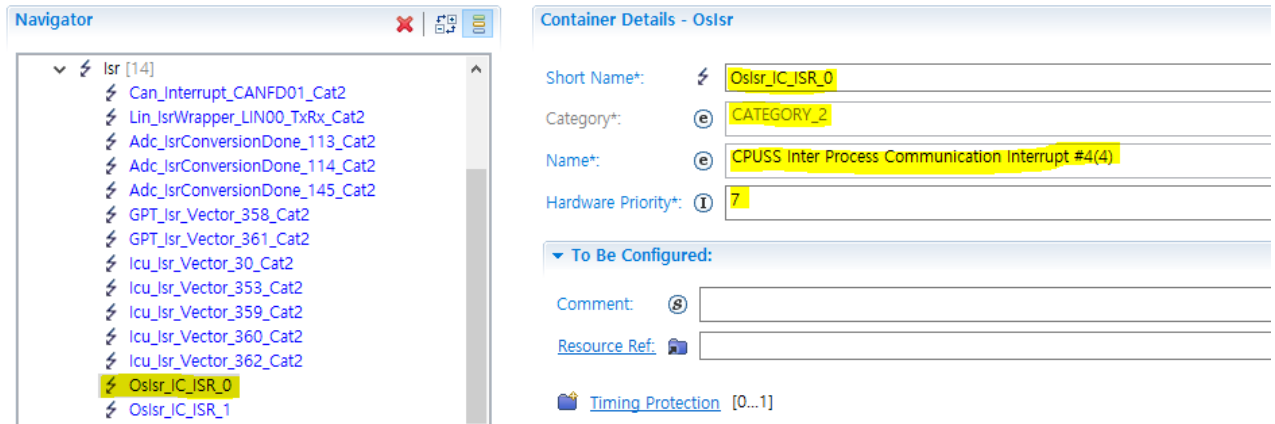 Navigator
Isr [14]
Can_Interrupt_CANFD01_Cat2
Lin_IsrWrapper_LIN00_TxRx_Cat2
Adc_IsrConversionDone_113_Cat2
Adc_IsrConversionDone_114_Cat2
Adc_IsrConversionDone_145_Cat2
GPT_Isr_Vector_358_Cat2
GPT_Isr_Vector_361_Cat2
Icu_Isr_Vector_30_Cat2
Icu_Isr_Vector_353_Cat2
Icu_Isr_Vector_359_Cat2
Icu_Isr_Vector_360_Cat2
Icu_Isr_Vector_362_Cat2
OsIsr_IC_ISR_0
OsIsr_IC_ISR_1
Container Details - OsIsr
Short Name*: OsIsr_IC_ISR_0
Category*: e CATEGORY_2
Name*: e CPUSS Inter Process Communication Interrupt #4(4)
Hardware Priority*: I 7
To Be Configured:
Comment: S
Resource Ref:
Timing Protection [0...1]